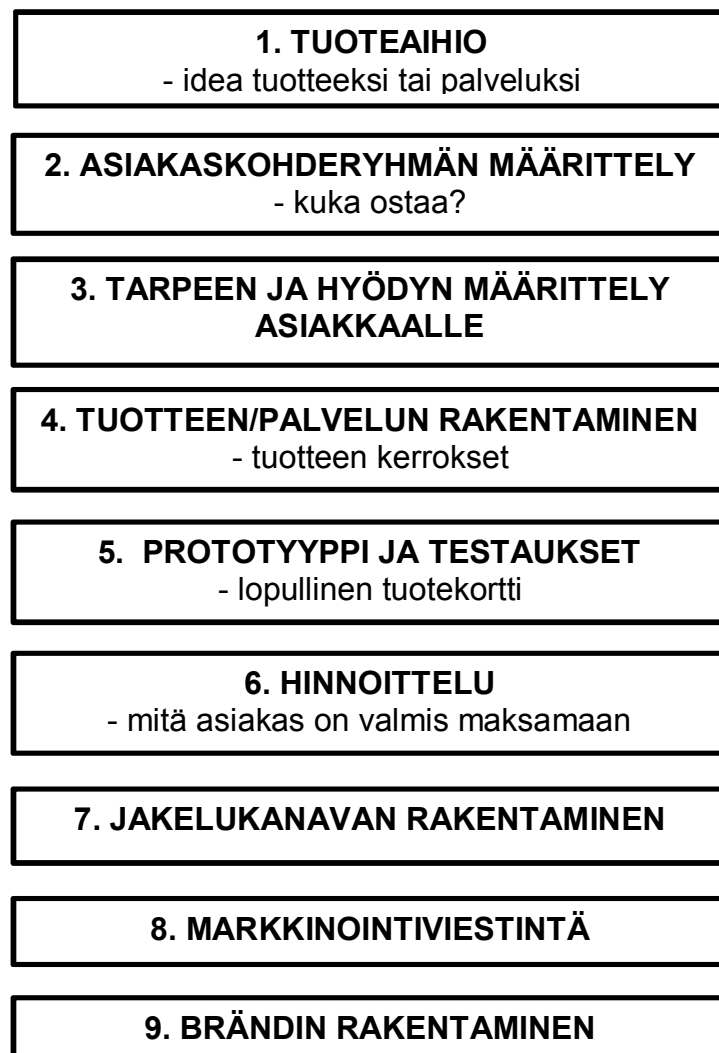 1. TUOTEAIHIO
- idea tuotteeksi tai palveluksi
2. ASIAKASKOHDERYHMÄN MÄÄRITTELY
- kuka ostaa?
3. TARPEEN JA HYÖDYN MÄÄRITTELY
ASIAKKAALLE
4. TUOTTEEN/PALVELUN RAKENTAMINEN
- tuotteen kerrokset
5. PROTOTYYPPI JA TESTAUKSET
- lopullinen tuotekortti
6. HINNOITTELU
- mitä asiakas on valmis maksamaan
7. JAKELUKANAVAN RAKENTAMINEN
8. MARKKINOINTIVIESTINTÄ
9. BRÄNDIN RAKENTAMINEN